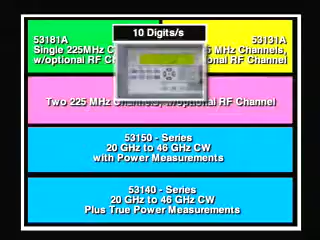 10 Digits/s
53181A
Single 225MHz C
w/optional RF Ch
53131A
MHz Channels,
onal RF Channel
Two 225 MHz Channels, w/optional RF Channel
53150 - Series
20 GHz to 46 GHz CW
with Power Measurements
53140 - Series
20 GHz to 46 GHz CW
Plus True Power Measurements